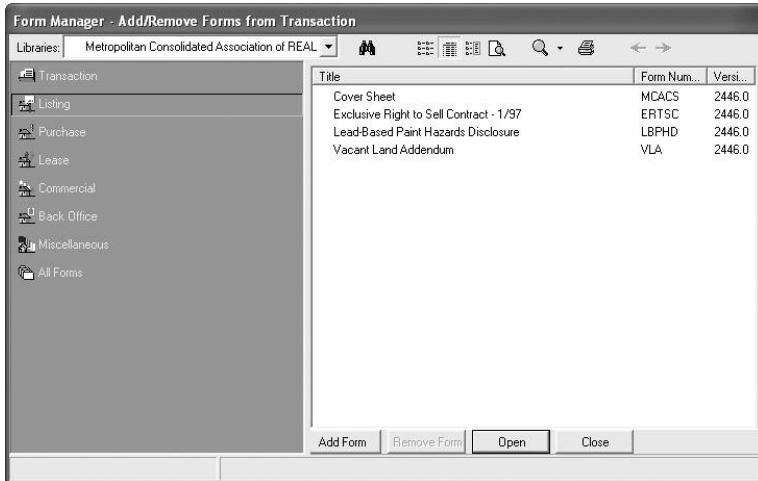 Form Manager - Add/Remove Forms from Transaction
Libraries: Metropolitan Consolidated Association of REAL
Transaction
Listing
Purchase
Lease
Commercial
Back Office
Miscellaneous
All Forms
Title Form Num... Versi...
Cover Sheet MCACS 2446.0
Exclusive Right to Sell Contract - 1/97 ERTSC 2446.0
Lead-Based Paint Hazards Disclosure LBPHD 2446.0
Vacant Land Addendum VLA 2446.0
Add Form Remove Form Open Close